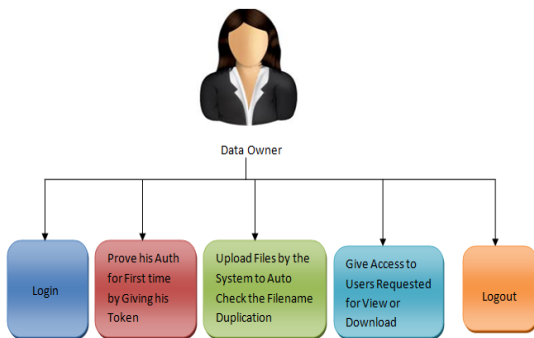 Data Owner
Login
Prove his Auth
for First time
by Giving his
Token
Upload Files by the
System to Auto
Check the Filename
Duplication
Give Access to
Users Requested
for View or
Download
Logout